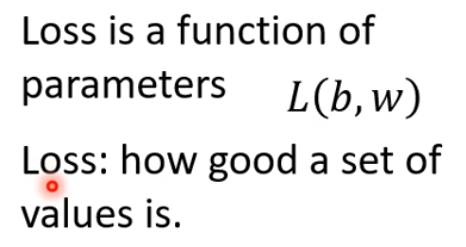 Loss is a function of
parameters L(b, w)
Loss: how good a set of
values is.